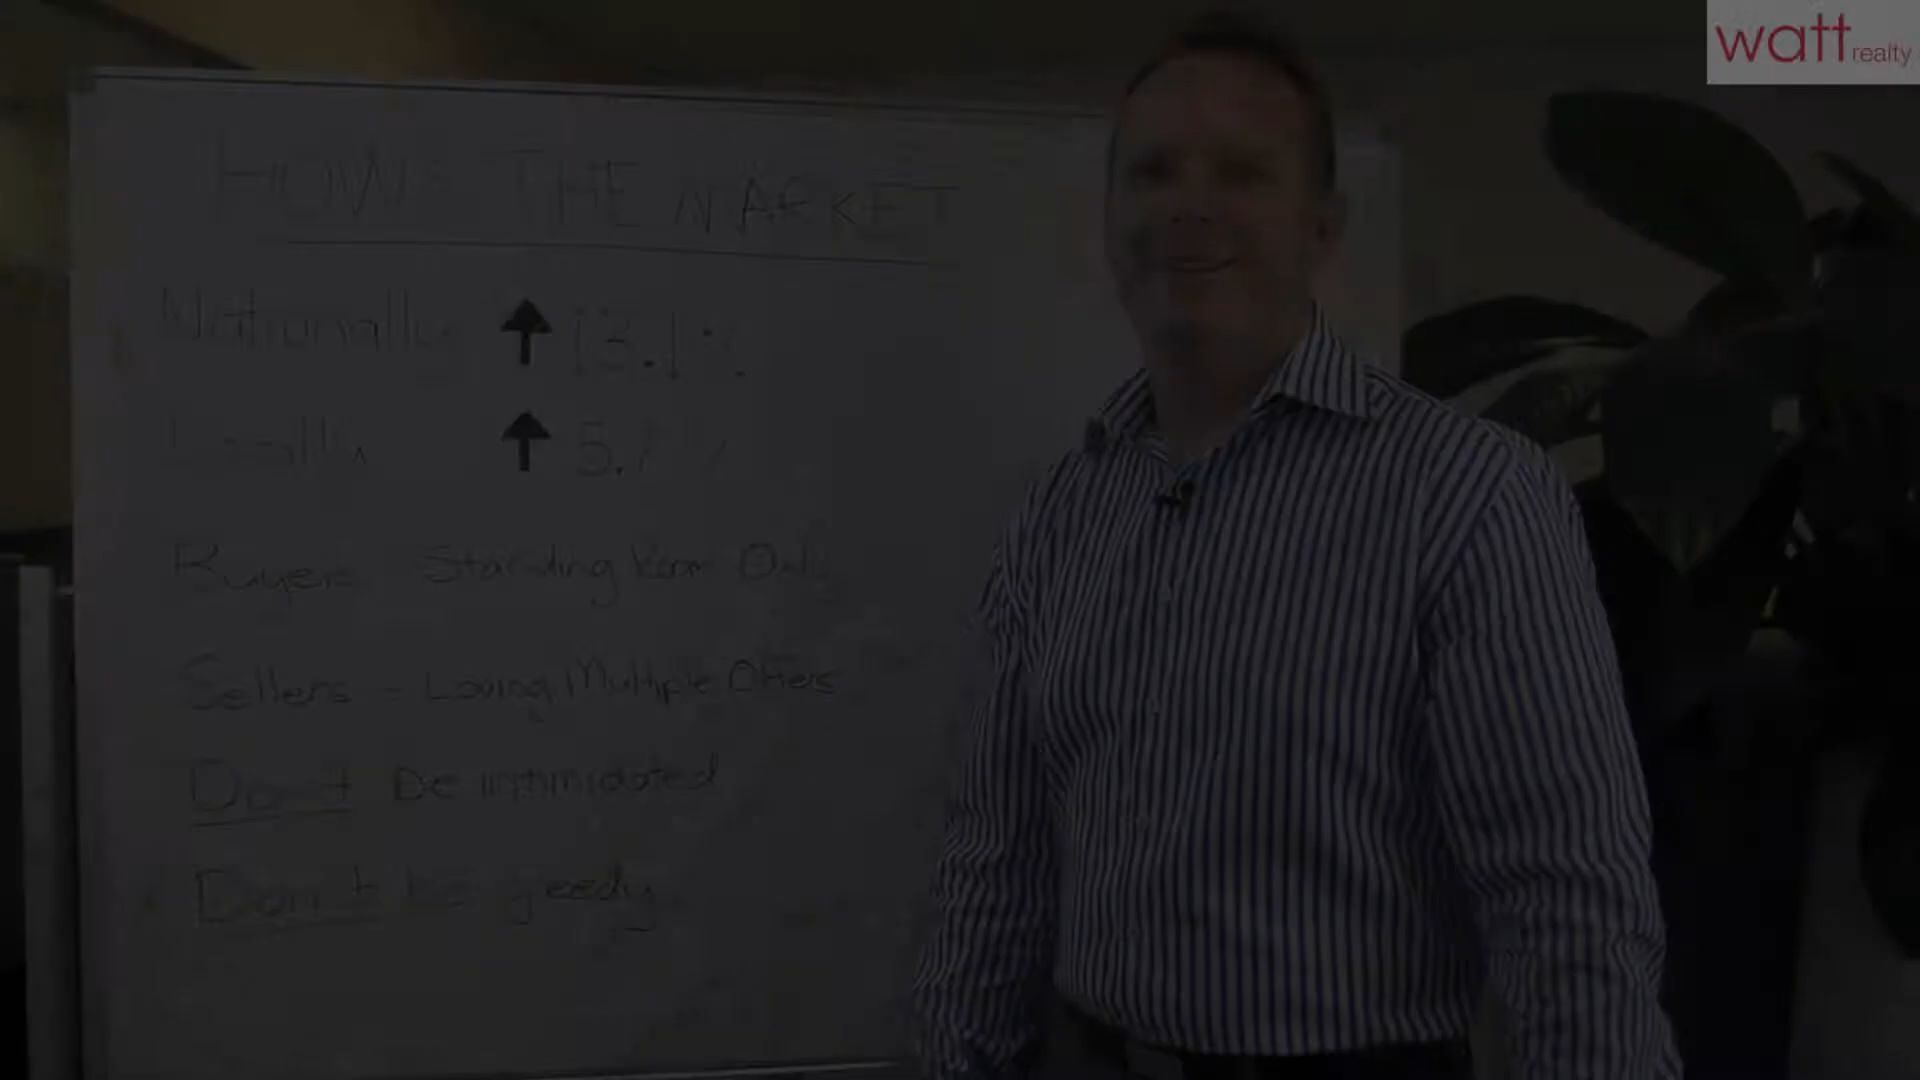 watt realty
HOW'S THE MARKET
Nationally ↑ 13.1%
Locally ↑ 5.
Buyers Standing Room Only
Sellers - Loving Multiple Offers
Don't be intimidated
Don't be greedy